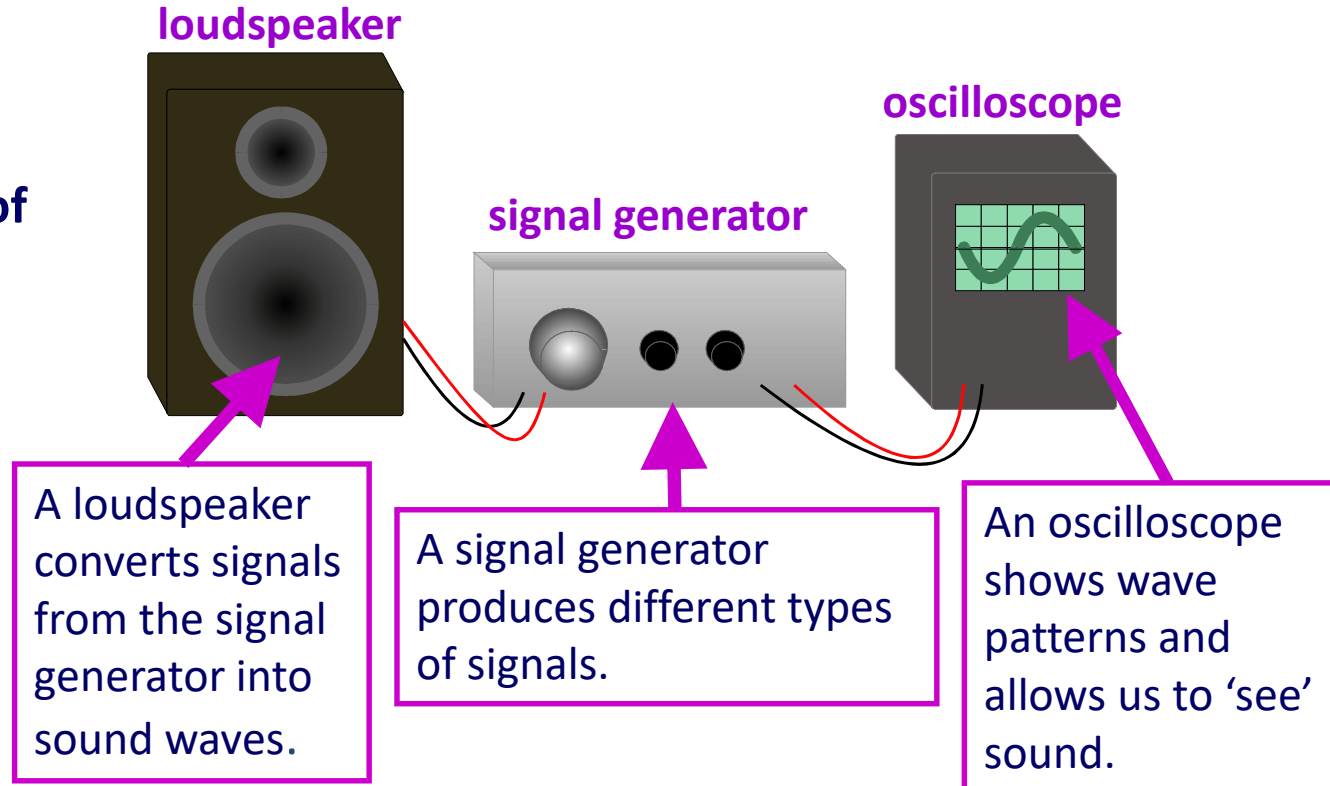 loudspeaker
oscilloscope
of
signal generator
A loudspeaker
converts signals
from the signal
generator into
sound waves.
A signal generator
produces different types
of signals.
An oscilloscope
shows wave
patterns and
allows us to ‘see’
sound.